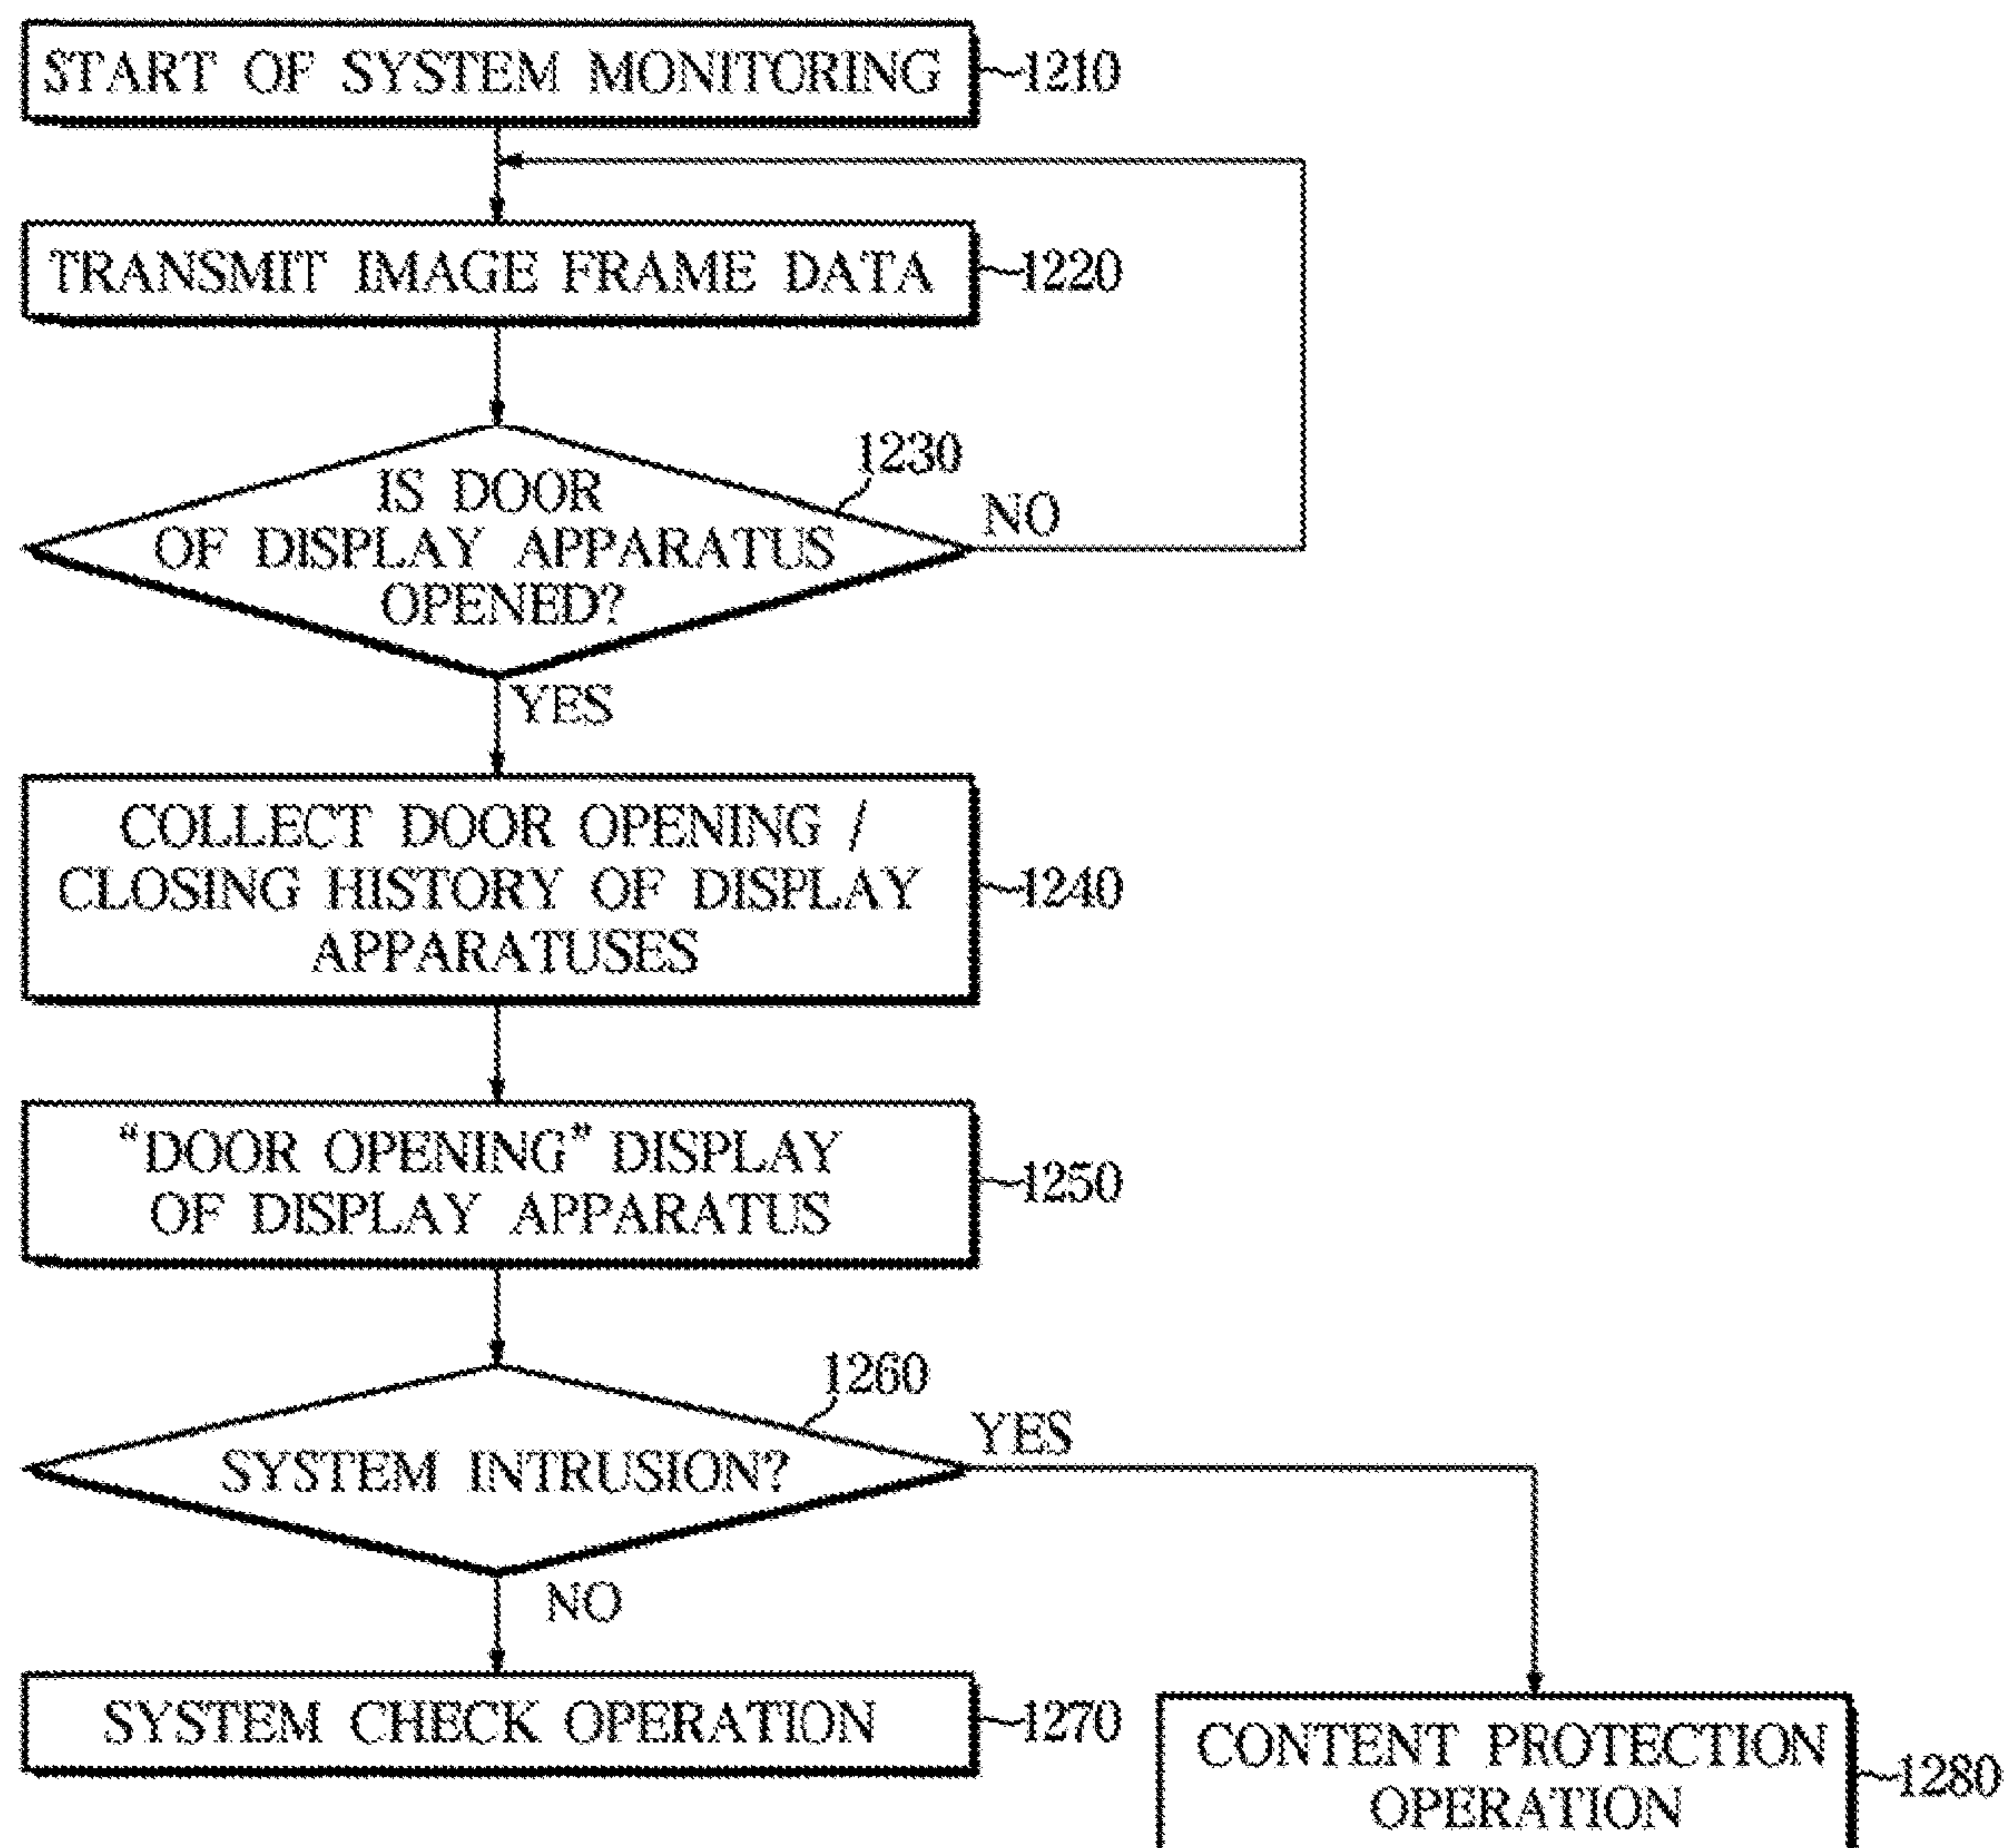 START OF SYSTEM MONITORING
1210
TRANSMIT IMAGE FRAME DATA
1220
1230
IS DOOR
OF DISPLAY APPARATUS
OPENED?
NO
YES
COLLECT DOOR OPENING /
CLOSING HISTORY OF DISPLAY
APPARATUSES
1240
“DOOR OPENING” DISPLAY
OF DISPLAY APPARATUS
1250
1260
SYSTEM INTRUSION?
YES
NO
SYSTEM CHECK OPERATION
1270
CONTENT PROTECTION
OPERATION
1280